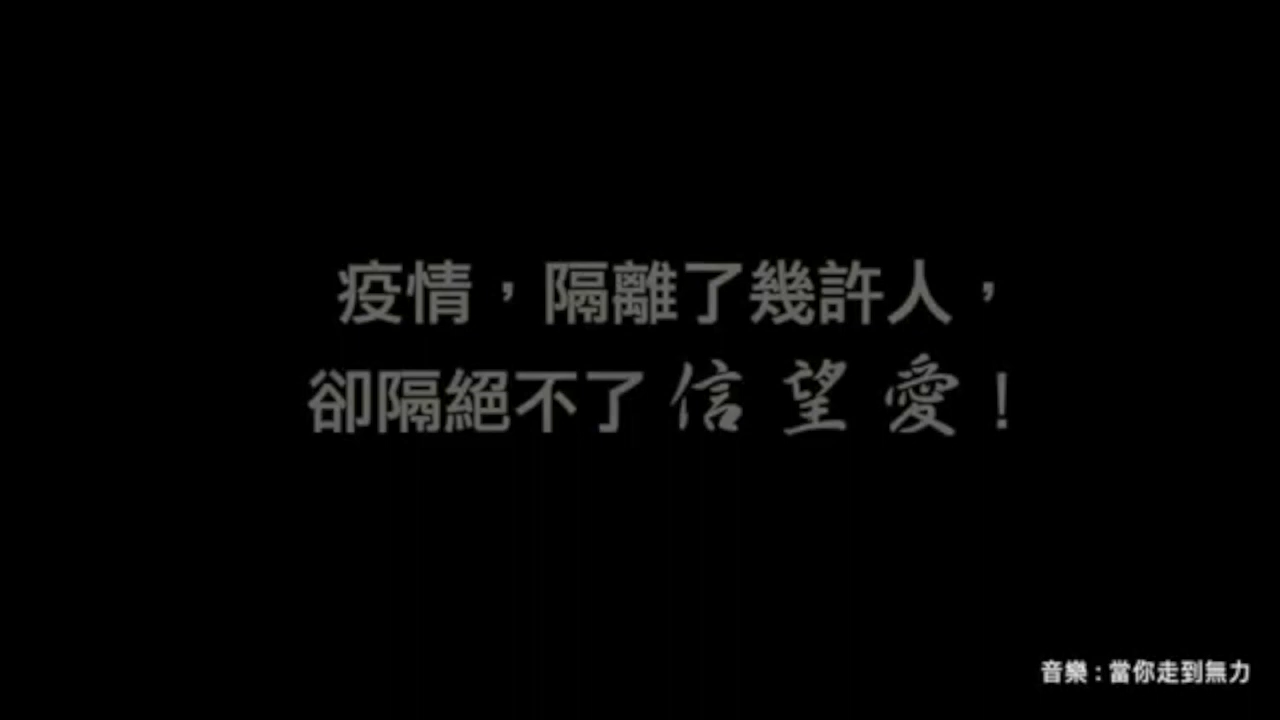 疫情，隔離了幾許人，
卻隔絕不了信望愛！
音樂：當你走到無力